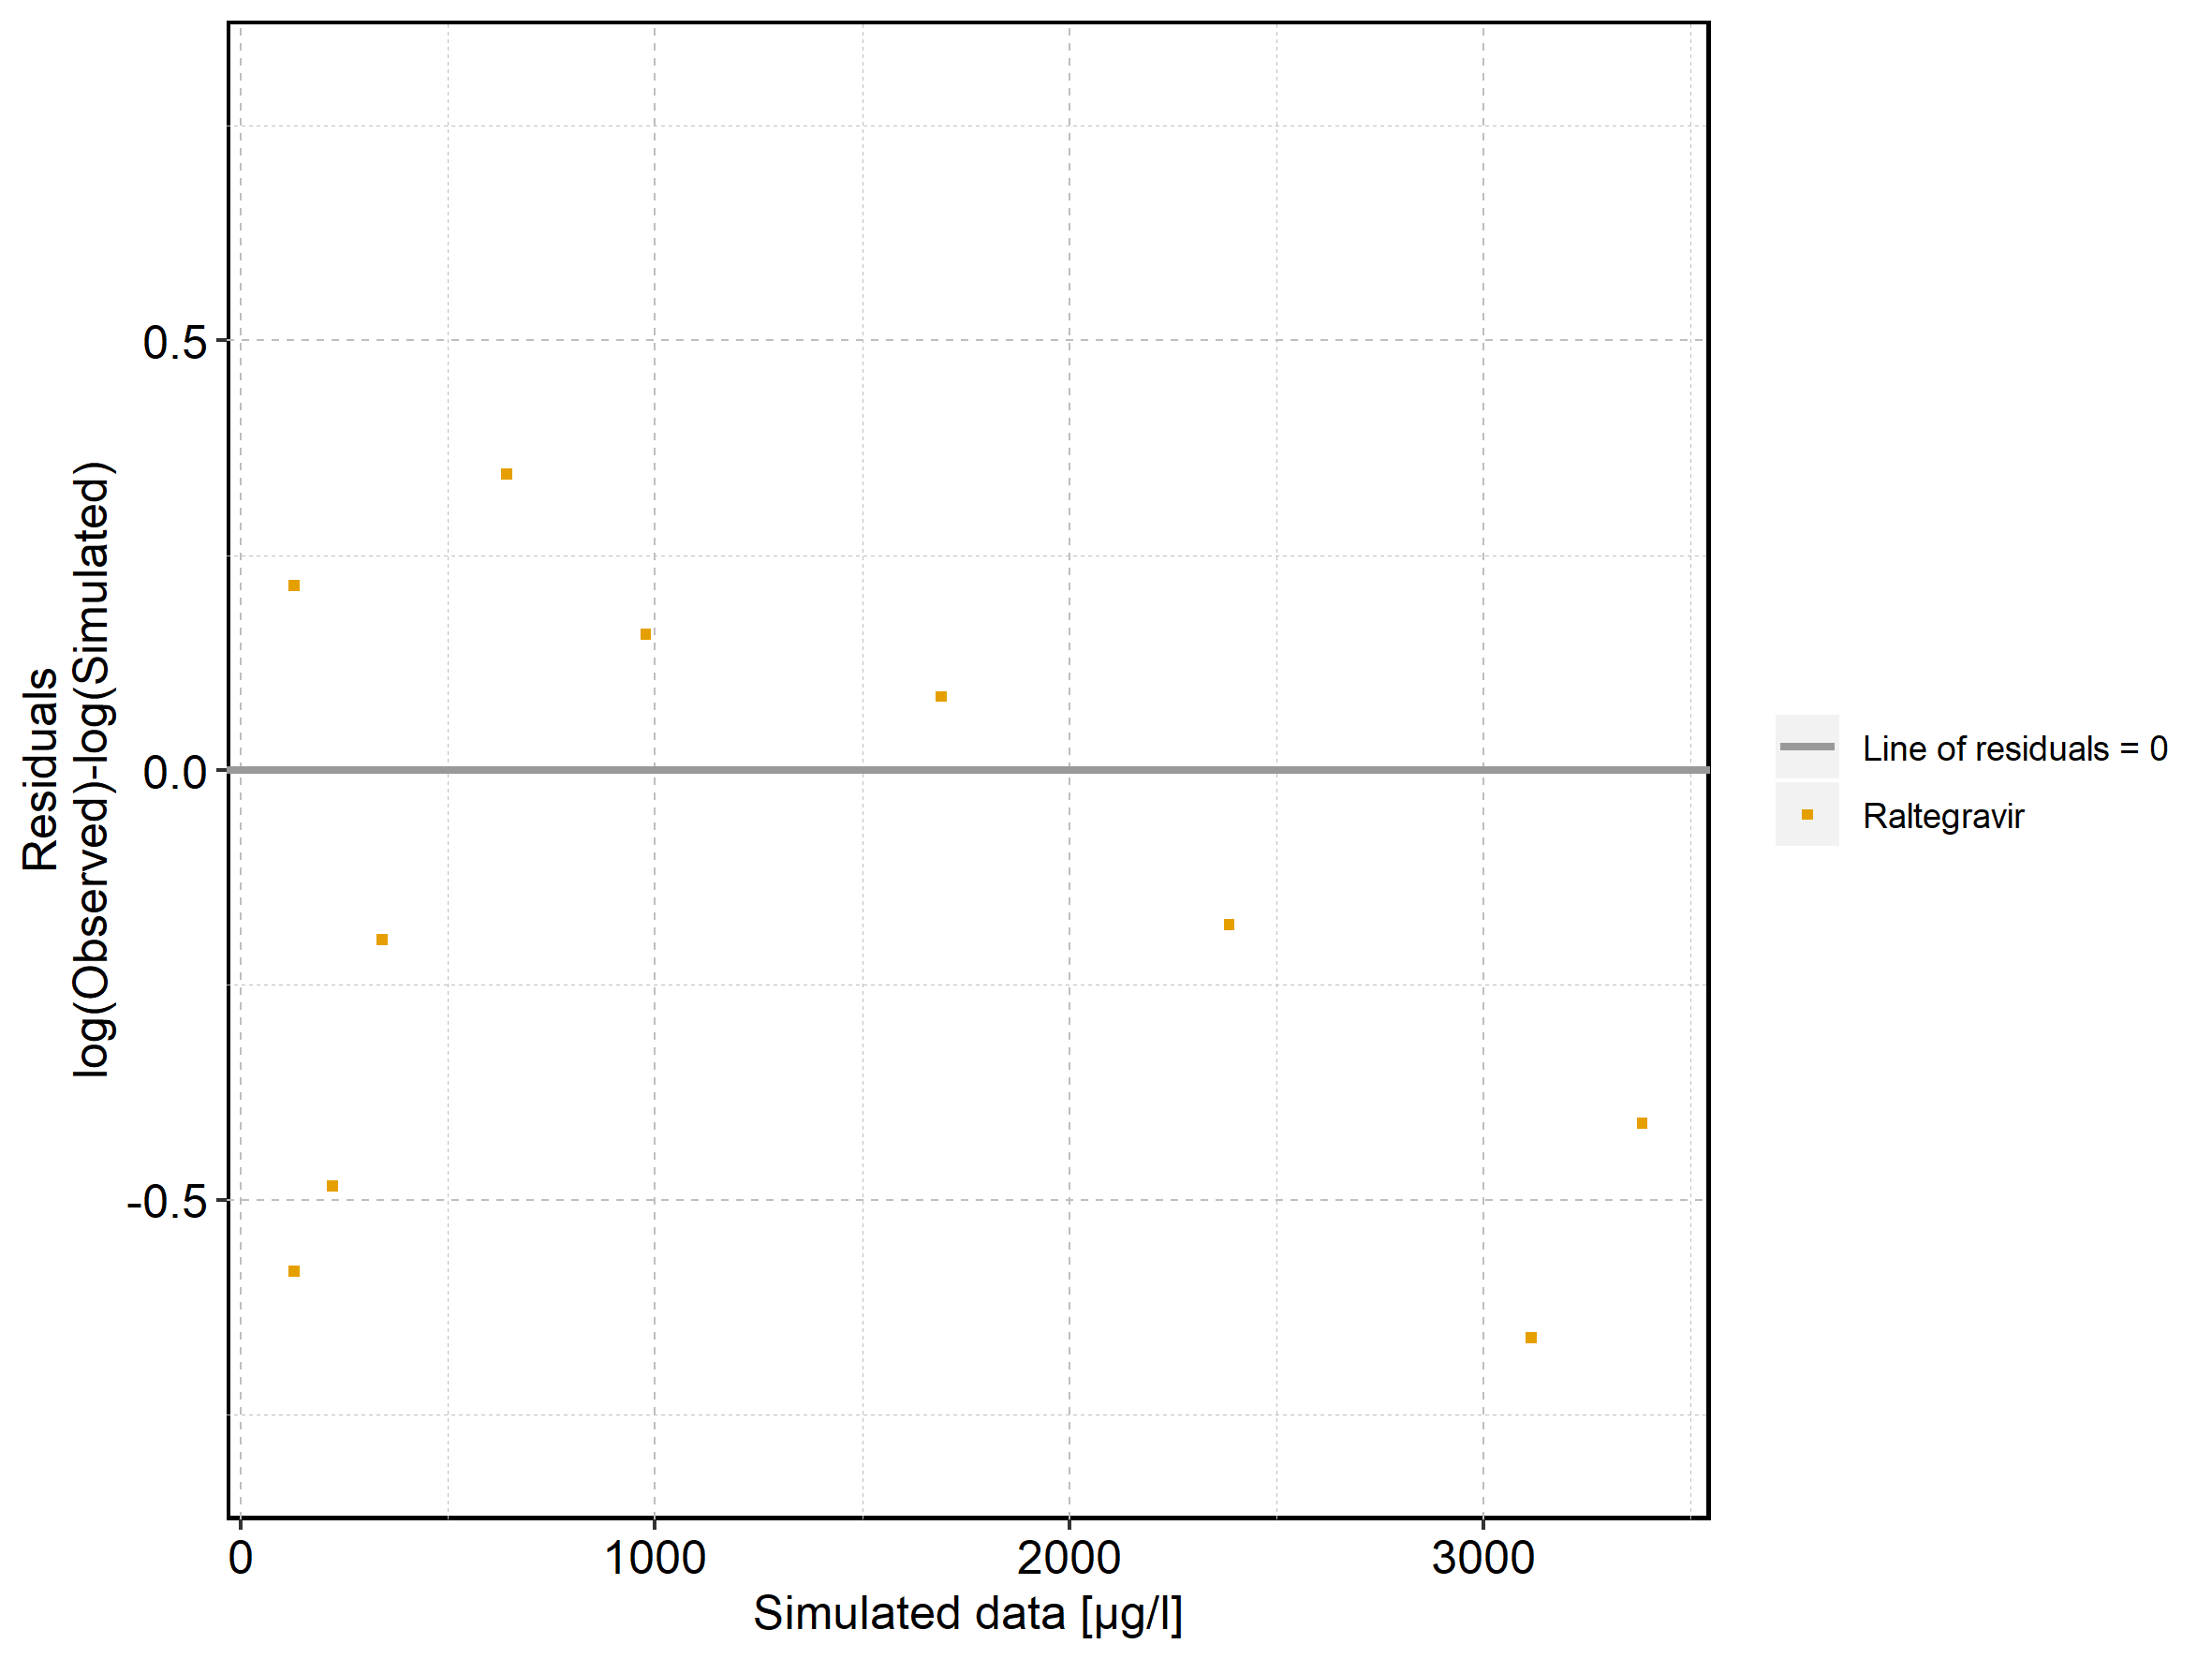 Residuals
log(Observed)-log(Simulated)
0.5
0.0
-0.5
0
1000
2000
3000
Simulated data [µg/l]
Line of residuals = 0
Raltegravir